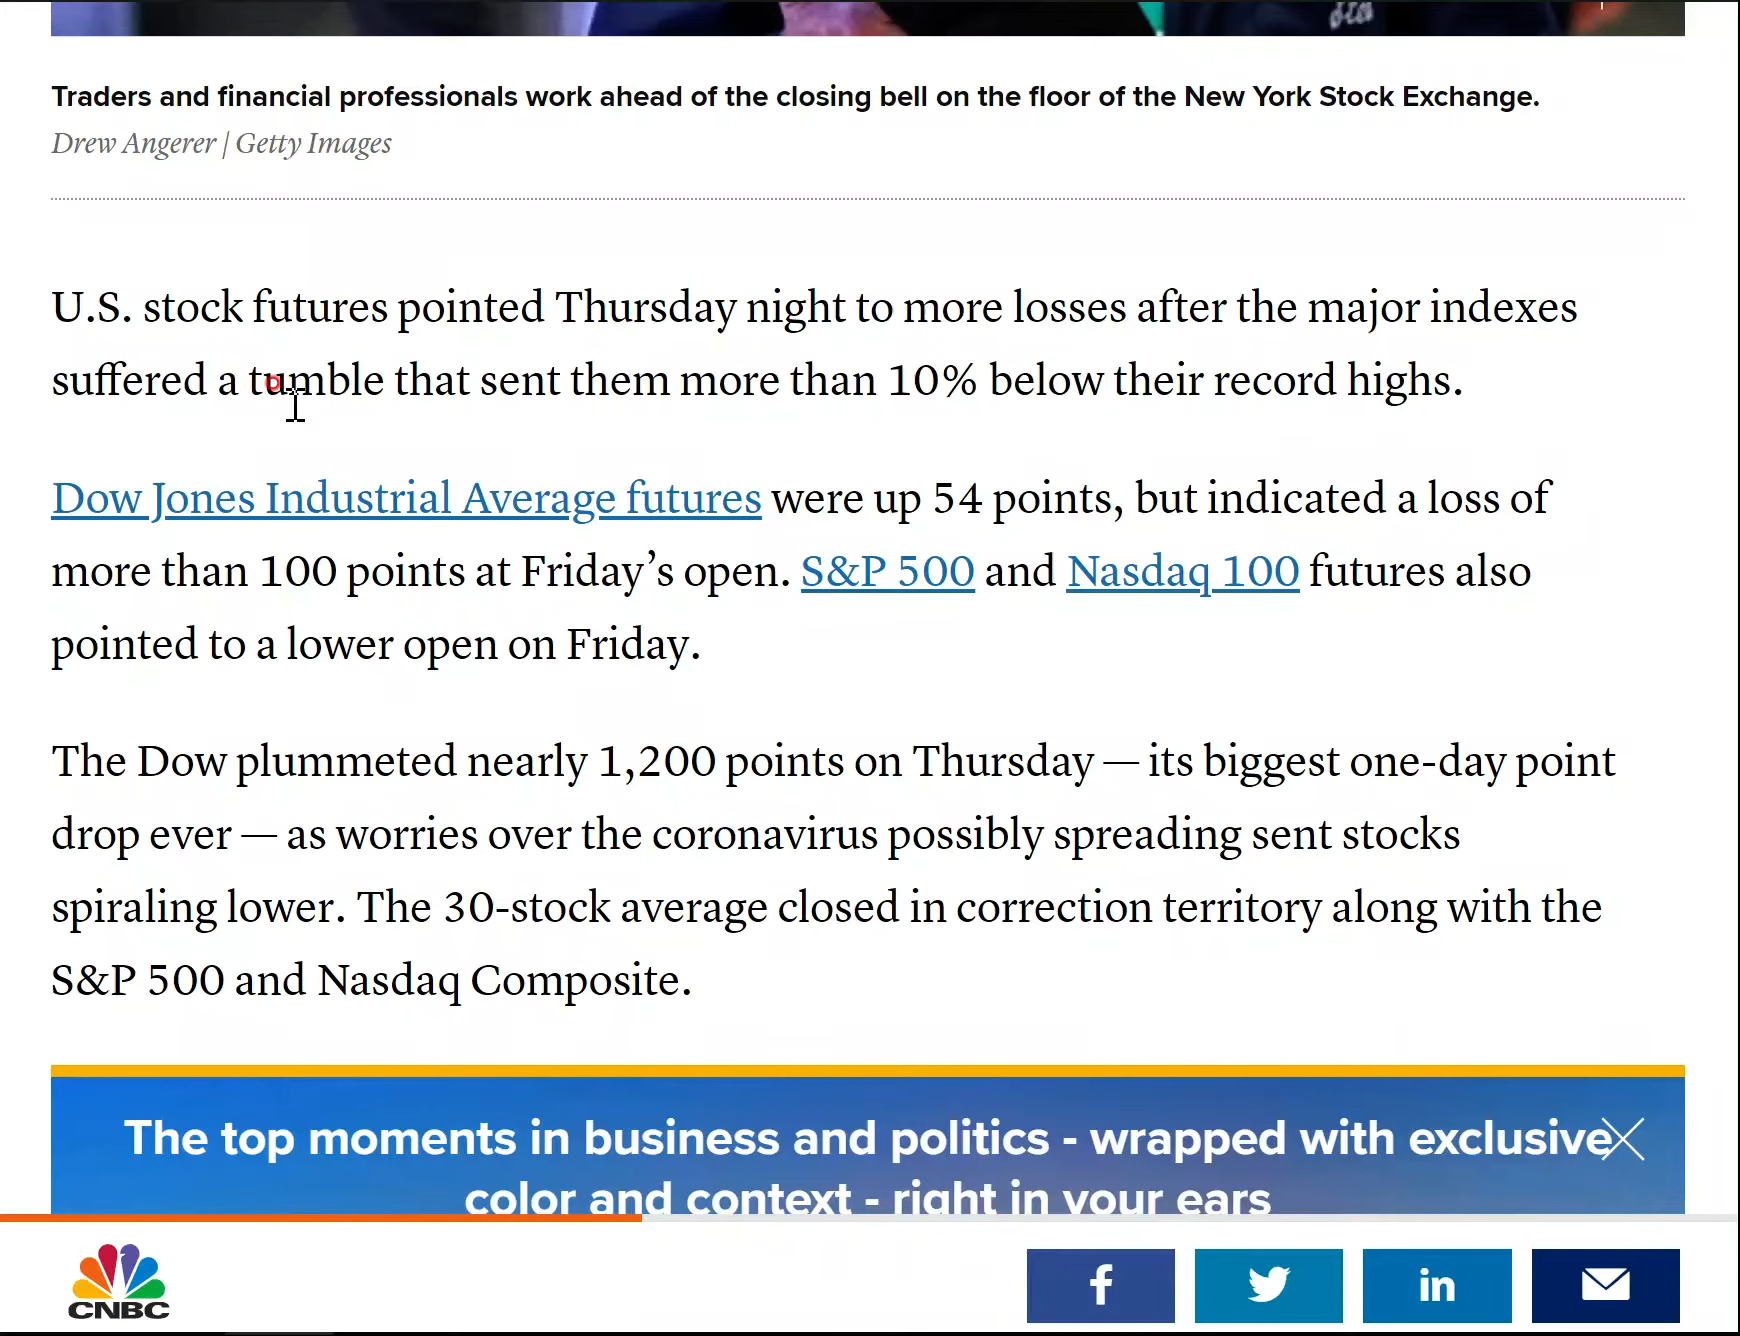 Traders and financial professionals work ahead of the closing bell on the floor of the New York Stock Exchange.
Drew Angerer | Getty Images
U.S. stock futures pointed Thursday night to more losses after the major indexes
suffered a tumble that sent them more than 10% below their record highs.
Dow Jones Industrial Average futures were up 54 points, but indicated a loss of
more than 100 points at Friday’s open. S&P 500 and Nasdaq 100 futures also
pointed to a lower open on Friday.
The Dow plummeted nearly 1,200 points on Thursday — its biggest one-day point
drop ever — as worries over the coronavirus possibly spreading sent stocks
spiraling lower. The 30-stock average closed in correction territory along with the
S&P 500 and Nasdaq Composite.
The top moments in business and politics - wrapped with exclusive
color and context - right in your ears
CNBC
f
in